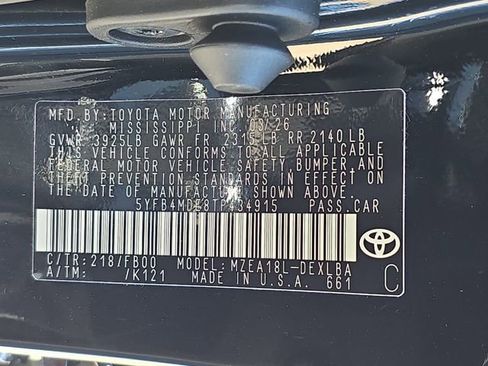 MFD. BY: TOYOTA MOTOR MANUFACTURING
MISSISSIPPI INC. 03/26
GVWR 3925LB GAWR FR 2315LB RR 2140LB
THIS VEHICLE CONFORMS TO ALL APPLICABLE
FEDERAL MOTOR VEHICLE SAFETY, BUMPER, AND
THEFT PREVENTION STANDARDS IN EFFECT ON
THE DATE OF MANUFACTURE SHOWN ABOVE.
PASS.CAR
C/TR:218/FB00 MODEL:MZEA18L-DEXLBA
A/TM: /K121 MADE IN U.S.A. 661
C